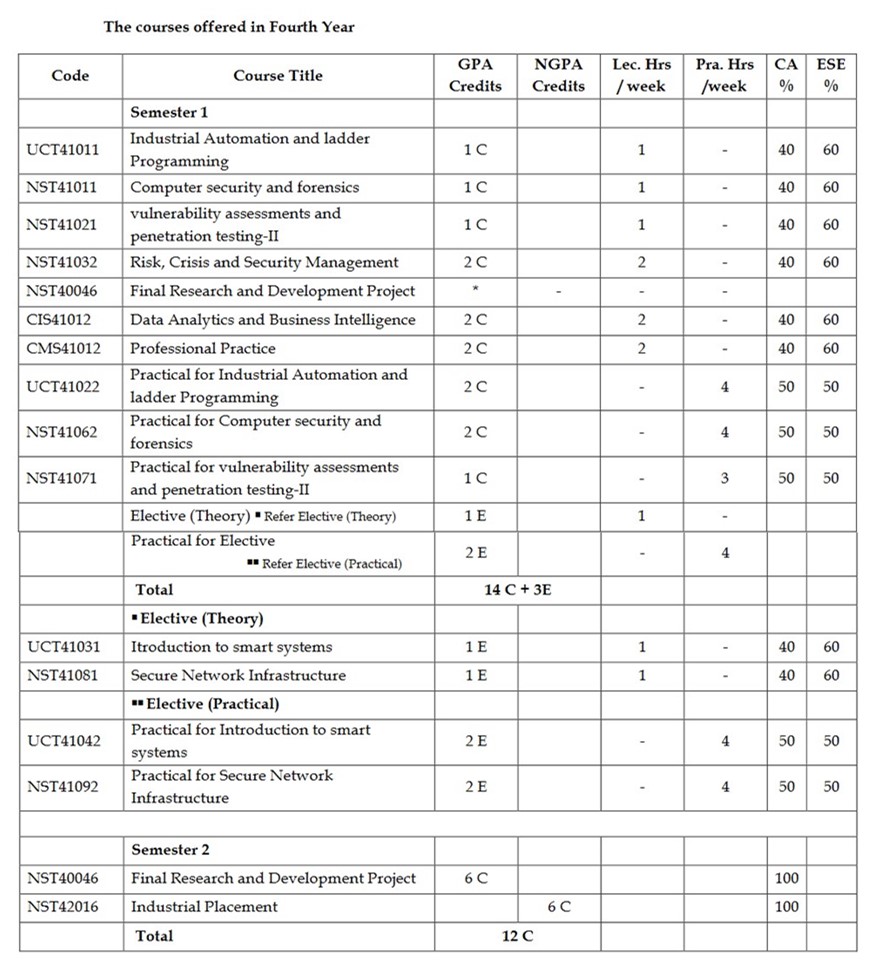 The courses offered in Fourth Year
Code Course Title GPA Credits NGPA Credits Lec. Hrs / week Pra. Hrs /week CA % ESE %
Semester 1
UCT41011 Industrial Automation and ladder Programming 1 C 1 - 40 60
NST41011 Computer security and forensics 1 C 1 - 40 60
NST41021 vulnerability assessments and penetration testing-II 1 C 1 - 40 60
NST41032 Risk, Crisis and Security Management 2 C 2 - 40 60
NST40046 Final Research and Development Project * - - -
CIS41012 Data Analytics and Business Intelligence 2 C 2 - 40 60
CMS41012 Professional Practice 2 C 2 - 40 60
UCT41022 Practical for Industrial Automation and ladder Programming 2 C - 4 50 50
NST41062 Practical for Computer security and forensics 2 C - 4 50 50
NST41071 Practical for vulnerability assessments and penetration testing-II 1 C - 3 50 50
Elective (Theory) ▪ Refer Elective (Theory) 1 E 1 -
Practical for Elective ▪▪ Refer Elective (Practical) 2 E - 4
Total 14 C + 3E
▪ Elective (Theory)
UCT41031 Itroduction to smart systems 1 E 1 - 40 60
NST41081 Secure Network Infrastructure 1 E 1 - 40 60
▪▪ Elective (Practical)
UCT41042 Practical for Introduction to smart systems 2 E - 4 50 50
NST41092 Practical for Secure Network Infrastructure 2 E - 4 50 50
Semester 2
NST40046 Final Research and Development Project 6 C 100
NST42016 Industrial Placement 6 C 100
Total 12 C